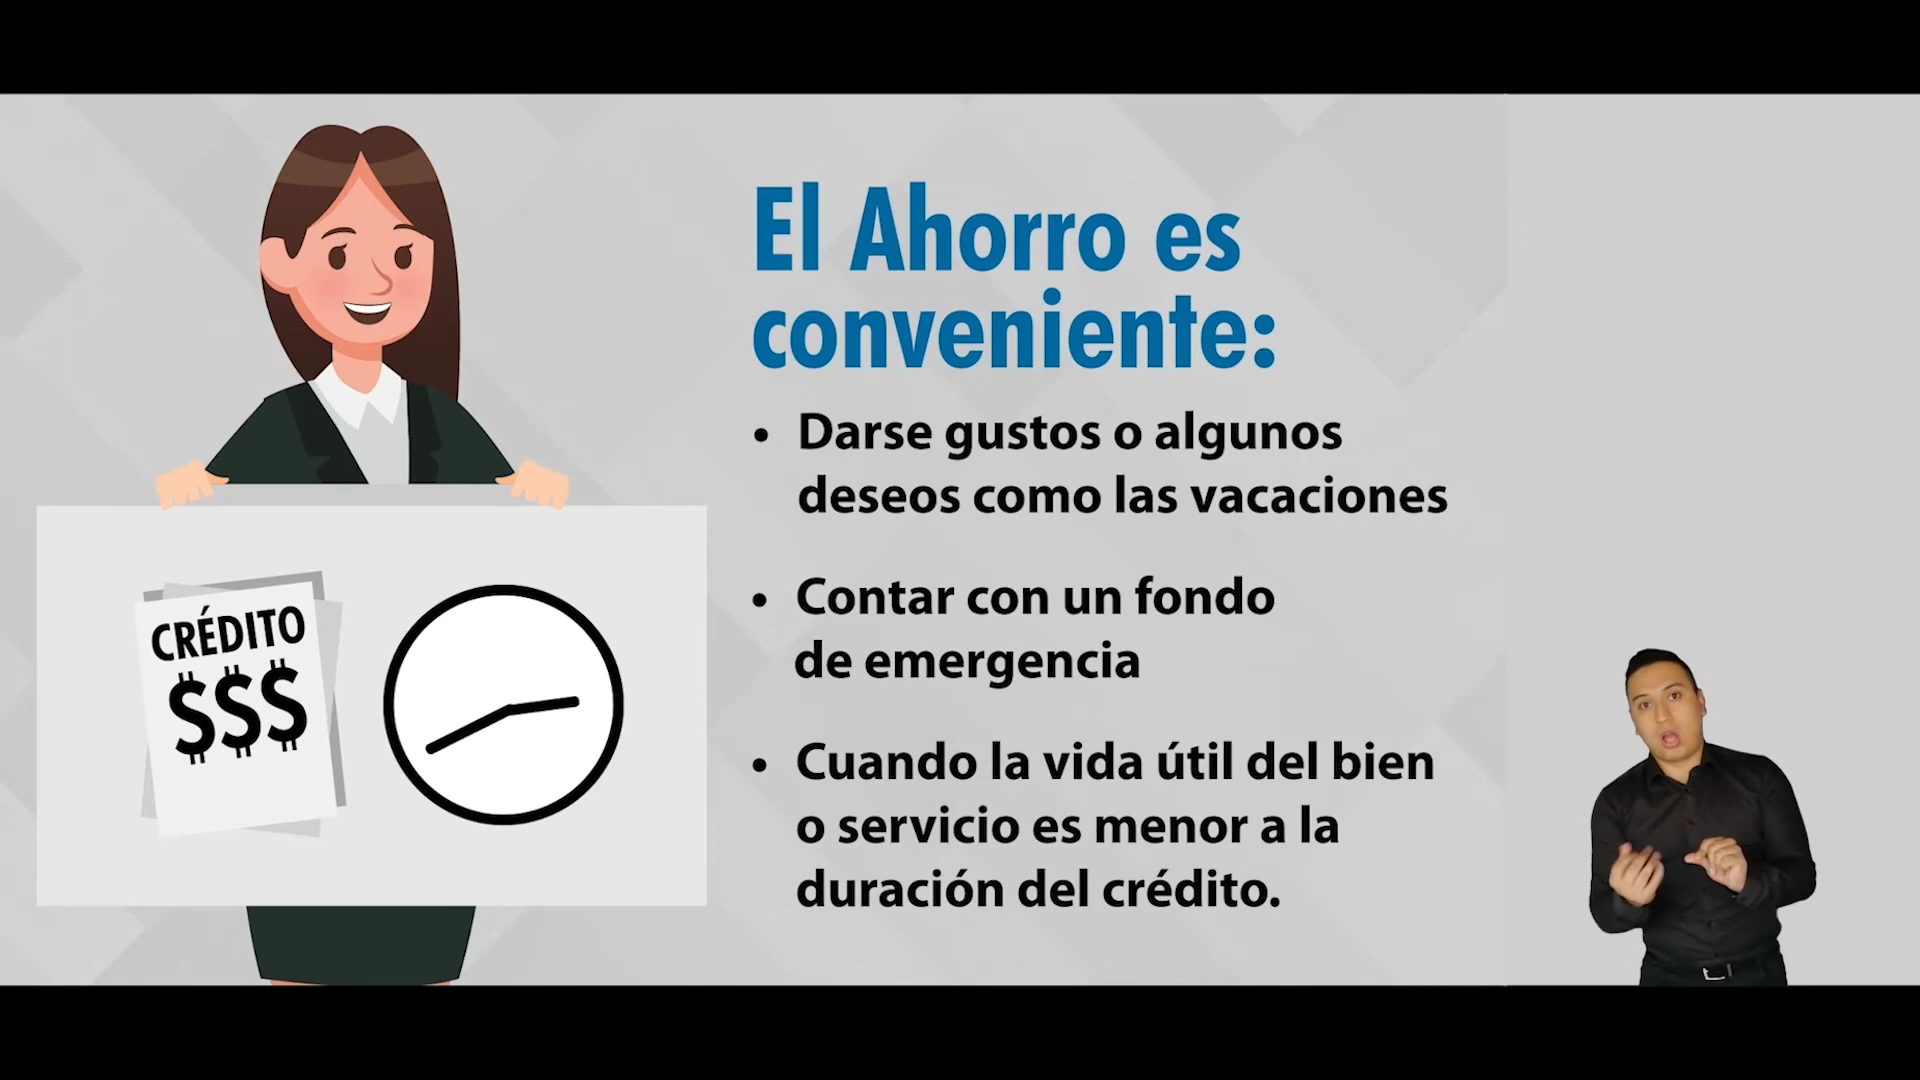 El Ahorro es
conveniente:
• Darse gustos o algunos
deseos como las vacaciones
• Contar con un fondo
de emergencia
• Cuando la vida útil del bien
o servicio es menor a la
duración del crédito.
CRÉDITO
$$$